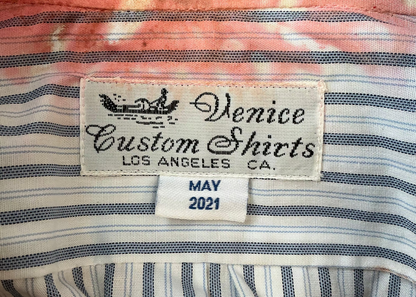 Venice
Custom Shirts
LOS ANGELES CA.
MAY
2021